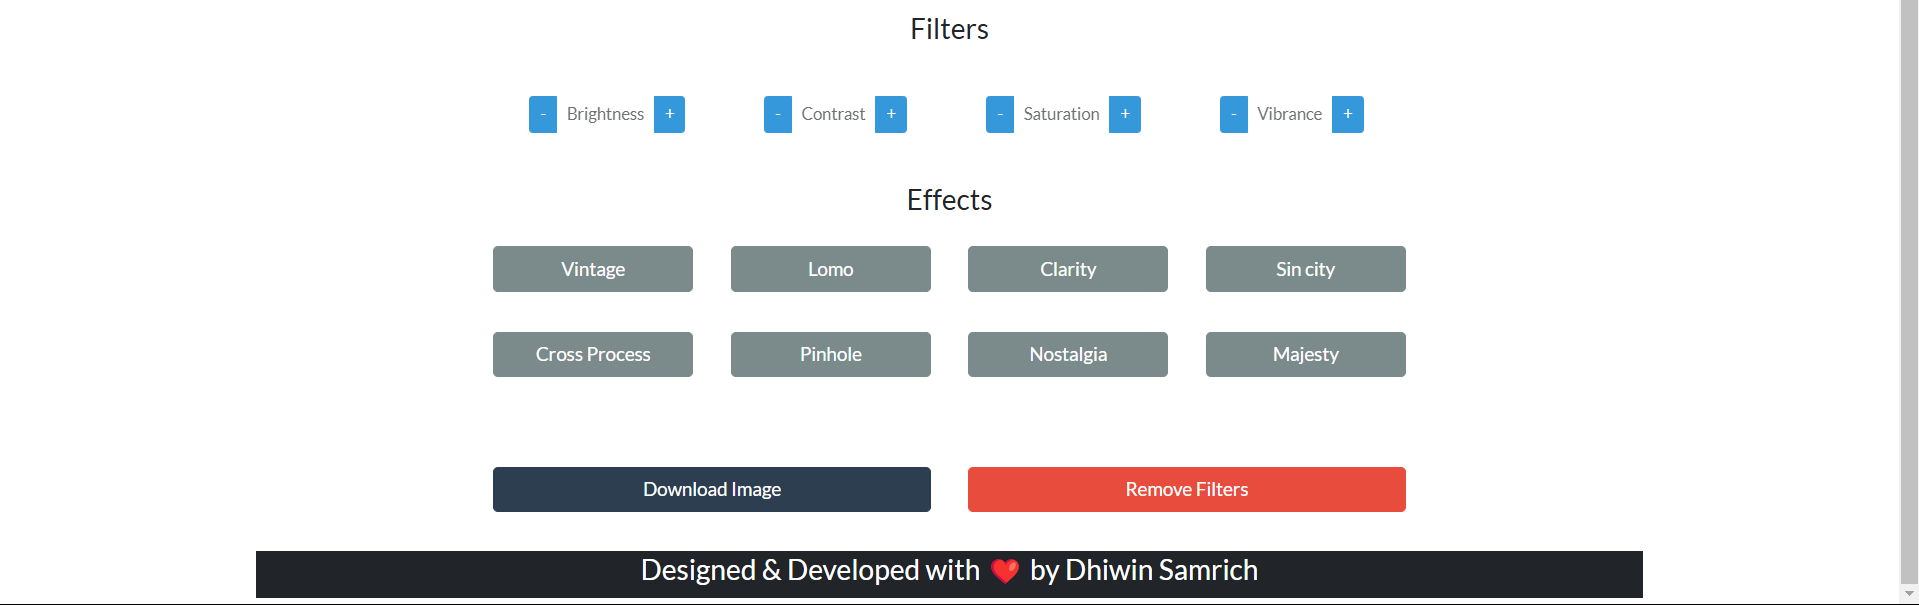 Filters
- Brightness + - Contrast + - Saturation + - Vibrance +
Effects
Vintage Lomo Clarity Sin city
Cross Process Pinhole Nostalgia Majesty
Download Image Remove Filters
Designed & Developed with ❤️ by Dhiwin Samrich